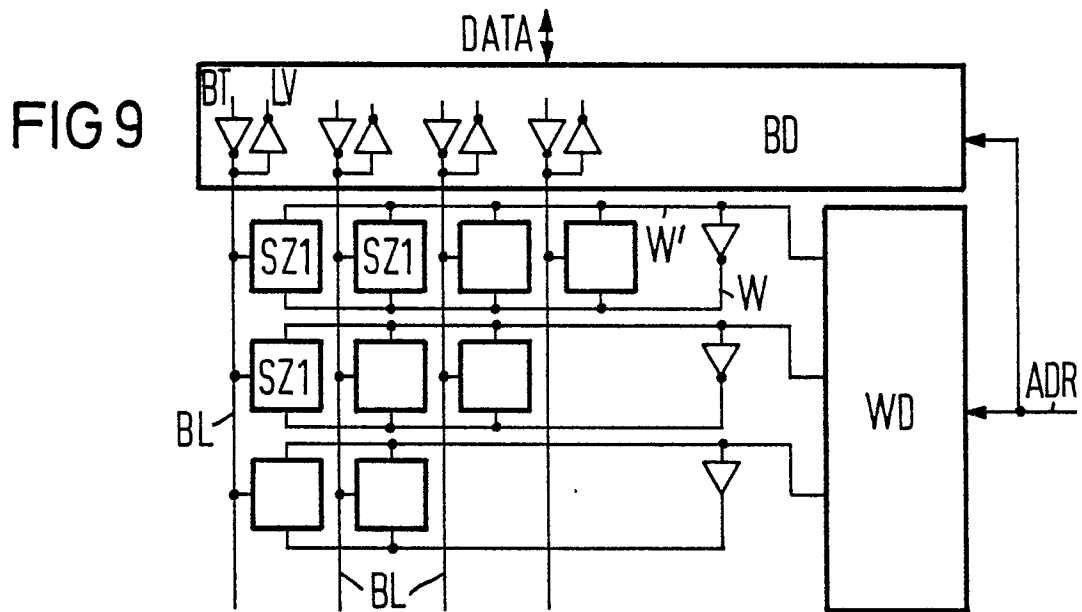 DATA
FIG 9
BT LV
BD
SZ1 SZ1
W'
W
SZ1
ADR
WD
BL
BL